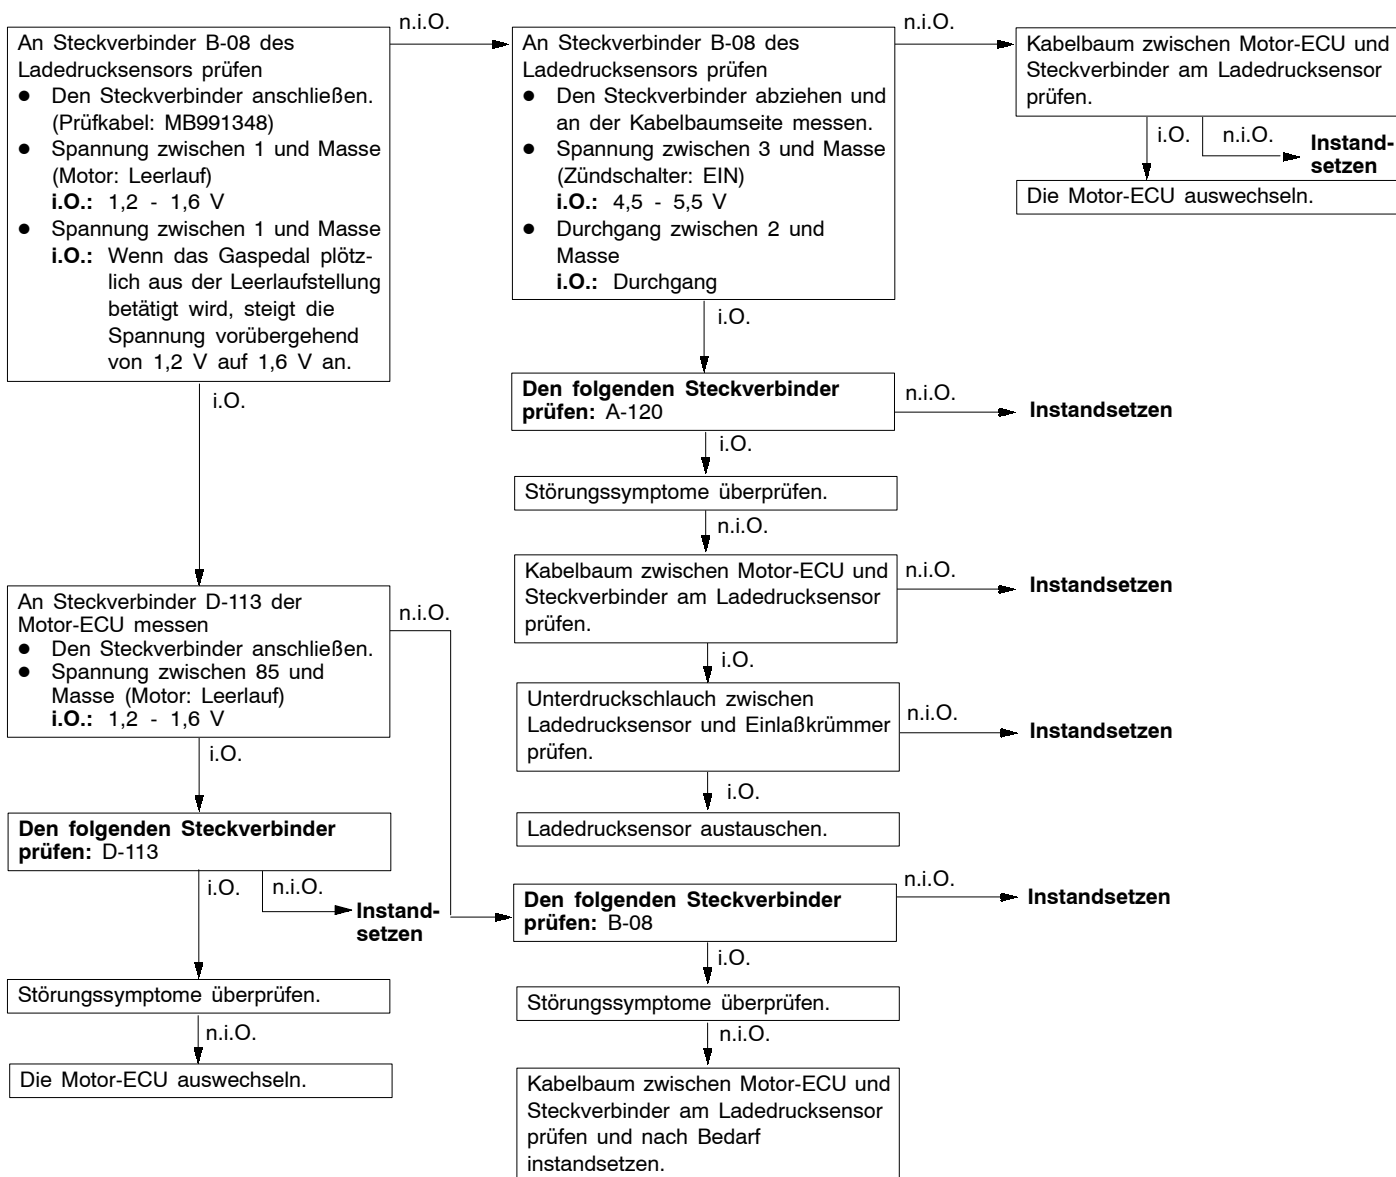 An Steckverbinder B-08 des
Ladedrucksensors prüfen
● Den Steckverbinder anschließen.
(Prüfkabel: MB991348)
● Spannung zwischen 1 und Masse
(Motor: Leerlauf)
i.O.: 1,2 - 1,6 V
● Spannung zwischen 1 und Masse
i.O.: Wenn das Gaspedal plötz-
lich aus der Leerlaufstellung
betätigt wird, steigt die
Spannung vorübergehend
von 1,2 V auf 1,6 V an.
n.i.O.
i.O.
An Steckverbinder B-08 des
Ladedrucksensors prüfen
● Den Steckverbinder abziehen und
an der Kabelbaumseite messen.
● Spannung zwischen 3 und Masse
(Zündschalter: EIN)
i.O.: 4,5 - 5,5 V
● Durchgang zwischen 2 und
Masse
i.O.: Durchgang
n.i.O.
i.O.
Kabelbaum zwischen Motor-ECU und
Steckverbinder am Ladedrucksensor
prüfen.
i.O.
n.i.O.
Instand-
setzen
Die Motor-ECU auswechseln.
Den folgenden Steckverbinder
prüfen: A-120
n.i.O.
Instandsetzen
i.O.
Störungssymptome überprüfen.
n.i.O.
Kabelbaum zwischen Motor-ECU und
Steckverbinder am Ladedrucksensor
prüfen.
n.i.O.
Instandsetzen
i.O.
Unterdruckschlauch zwischen
Ladedrucksensor und Einlaßkrümmer
prüfen.
n.i.O.
Instandsetzen
i.O.
Ladedrucksensor austauschen.
An Steckverbinder D-113 der
Motor-ECU messen
● Den Steckverbinder anschließen.
● Spannung zwischen 85 und
Masse (Motor: Leerlauf)
i.O.: 1,2 - 1,6 V
n.i.O.
i.O.
Den folgenden Steckverbinder
prüfen: D-113
i.O.
n.i.O.
Instand-
setzen
Störungssymptome überprüfen.
n.i.O.
Die Motor-ECU auswechseln.
Den folgenden Steckverbinder
prüfen: B-08
n.i.O.
Instandsetzen
i.O.
Störungssymptome überprüfen.
n.i.O.
Kabelbaum zwischen Motor-ECU und
Steckverbinder am Ladedrucksensor
prüfen und nach Bedarf
instandsetzen.